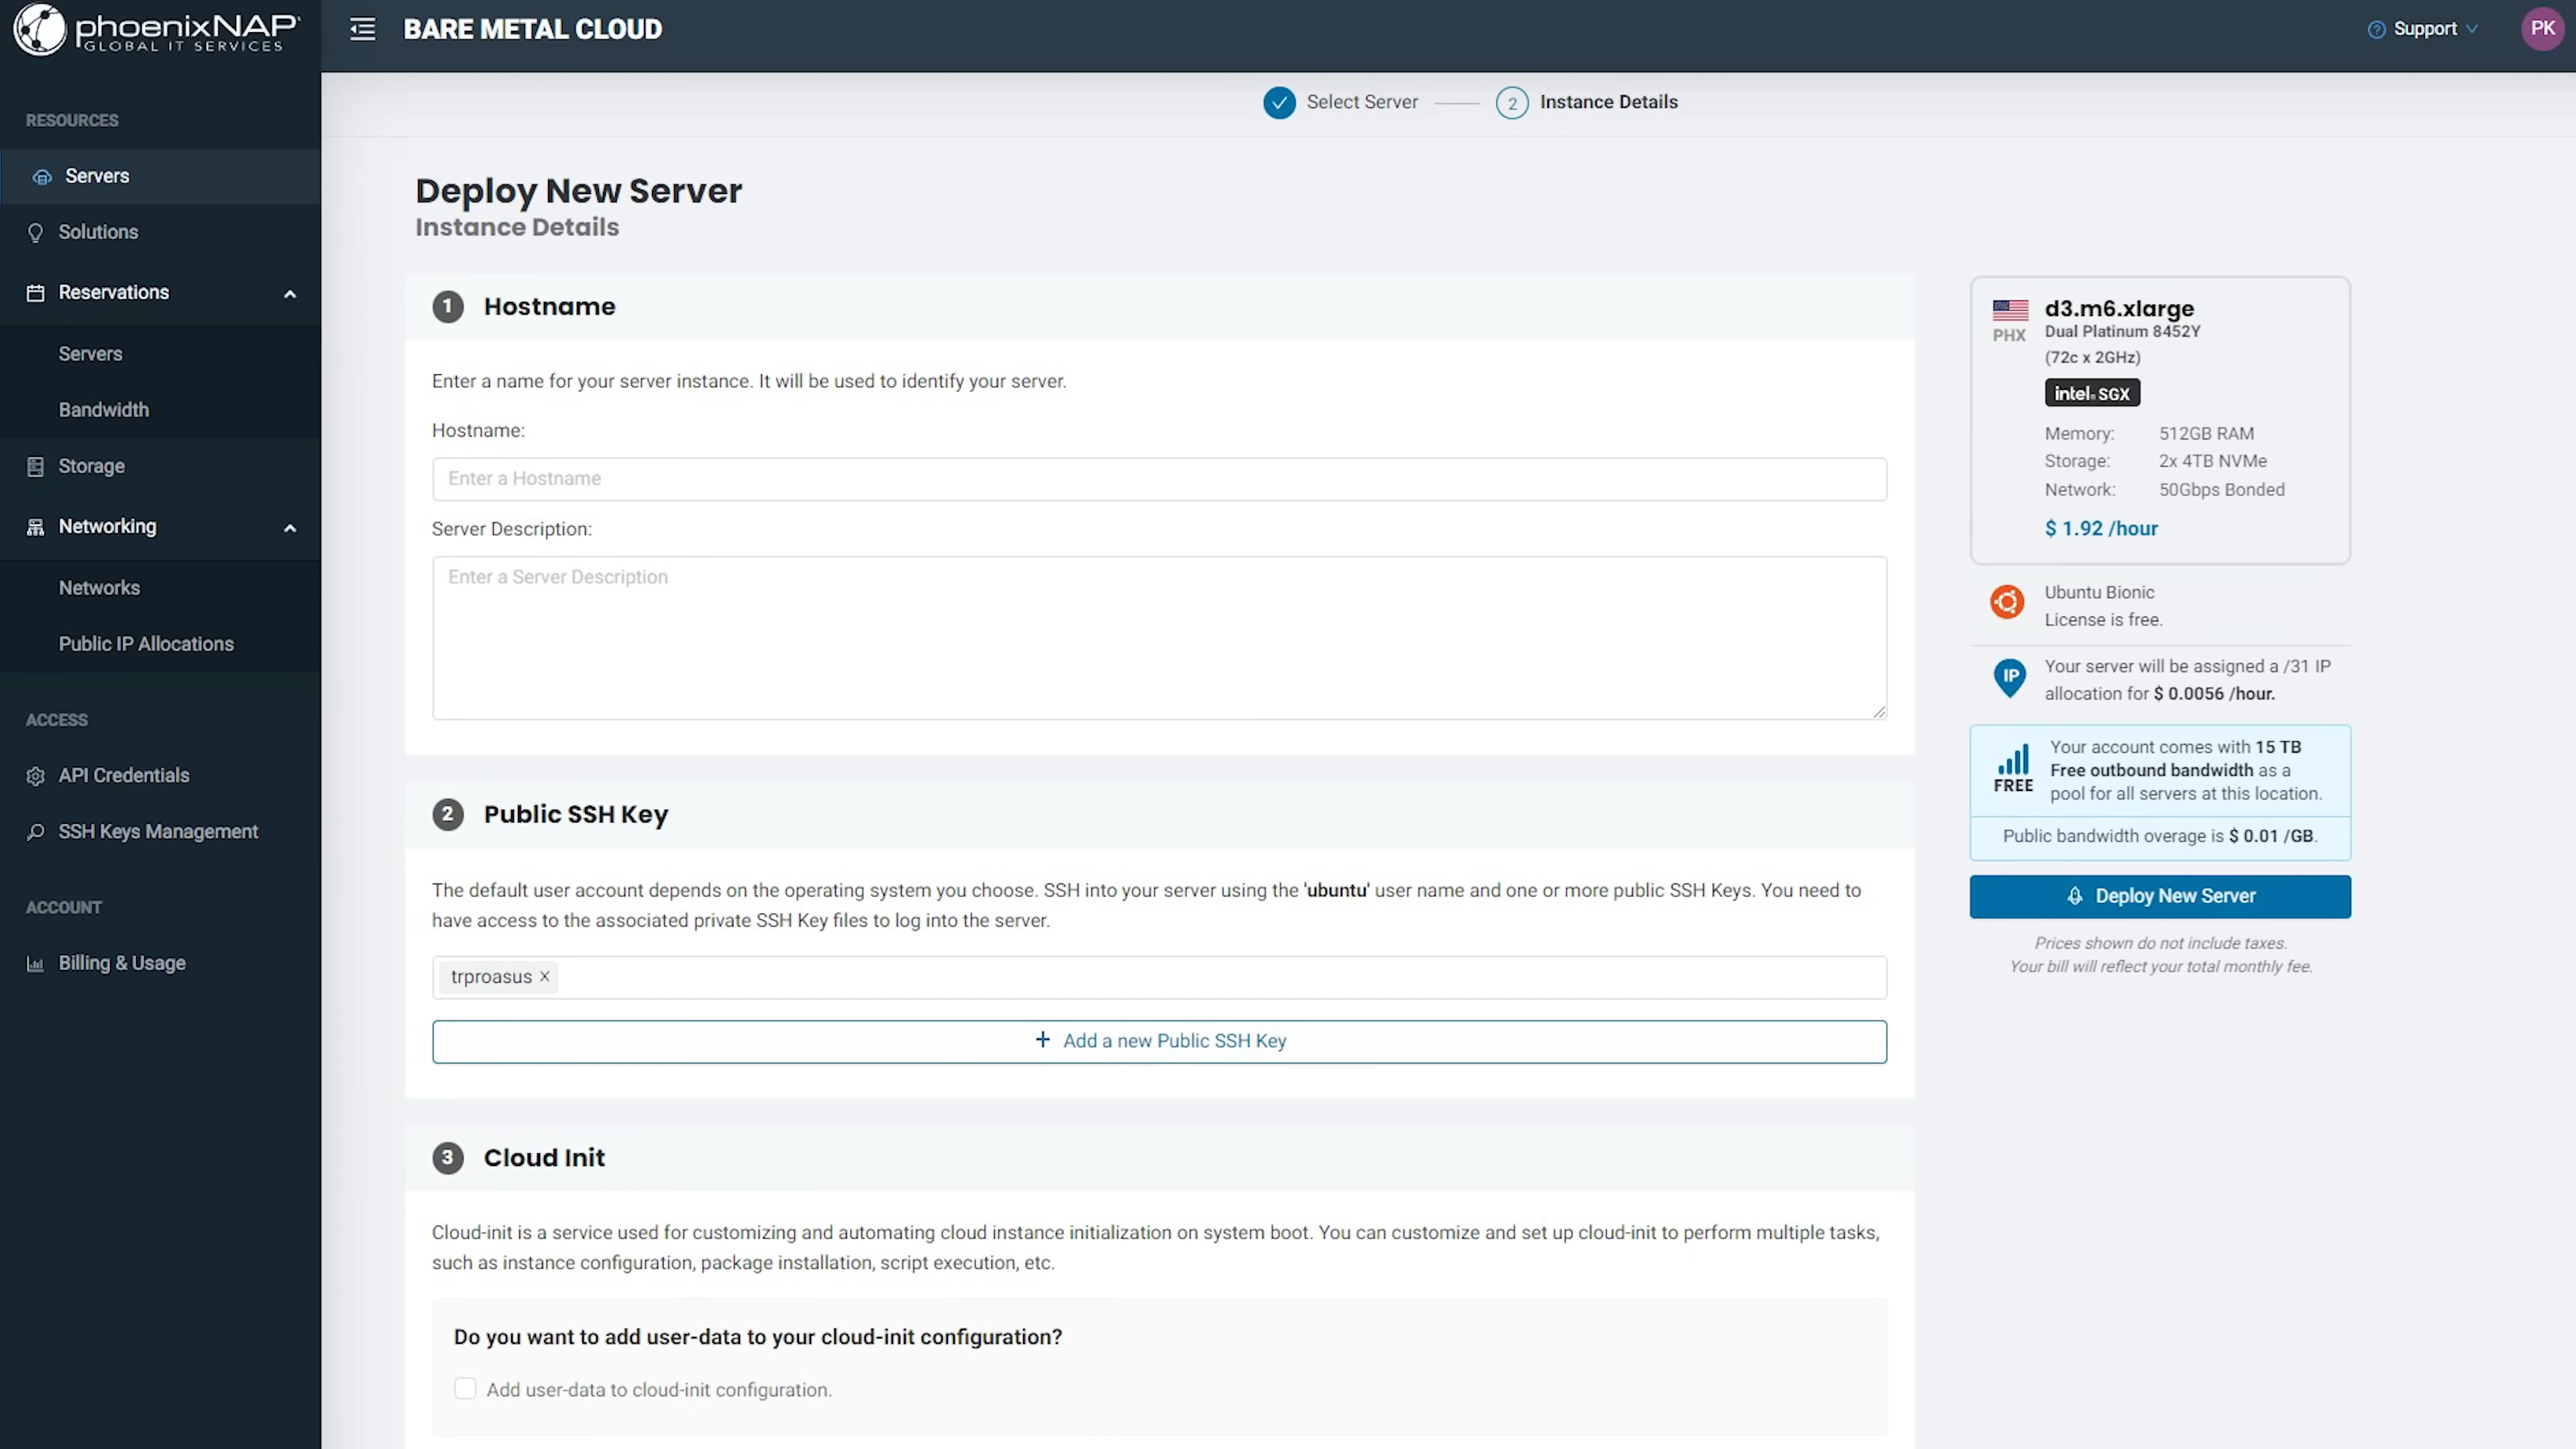 phoenixNAP
GLOBAL IT SERVICES
BARE METAL CLOUD
Support
PK
RESOURCES
Servers
Solutions
Reservations
Servers
Bandwidth
Storage
Networking
Networks
Public IP Allocations
ACCESS
API Credentials
SSH Keys Management
ACCOUNT
Billing & Usage
Select Server
2 Instance Details
Deploy New Server
Instance Details
1 Hostname
Enter a name for your server instance. It will be used to identify your server.
Hostname:
Enter a Hostname
Server Description:
Enter a Server Description
2 Public SSH Key
The default user account depends on the operating system you choose. SSH into your server using the 'ubuntu' user name and one or more public SSH Keys. You need to
have access to the associated private SSH Key files to log into the server.
trproasus ×
+ Add a new Public SSH Key
3 Cloud Init
Cloud-init is a service used for customizing and automating cloud instance initialization on system boot. You can customize and set up cloud-init to perform multiple tasks,
such as instance configuration, package installation, script execution, etc.
Do you want to add user-data to your cloud-init configuration?
Add user-data to cloud-init configuration.
d3.m6.xlarge
PHX
Dual Platinum 8452Y
(72c x 2GHz)
intel. SGX
Memory: 512GB RAM
Storage: 2x 4TB NVMe
Network: 50Gbps Bonded
$ 1.92 /hour
Ubuntu Bionic
License is free.
IP
Your server will be assigned a /31 IP
allocation for $ 0.0056 /hour.
FREE
Your account comes with 15 TB
Free outbound bandwidth as a
pool for all servers at this location.
Public bandwidth overage is $ 0.01 /GB.
Deploy New Server
Prices shown do not include taxes.
Your bill will reflect your total monthly fee.